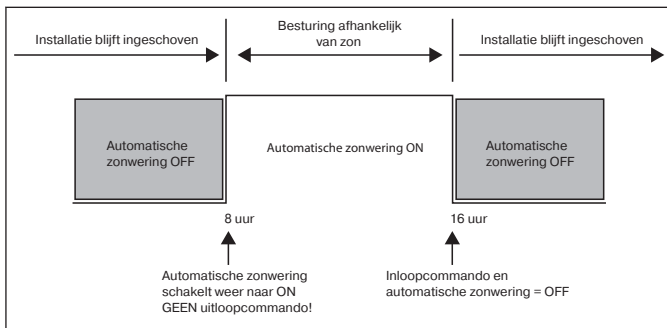 Installatie blijft ingeschoven
Besturing afhankelijk
van zon
Installatie blijft ingeschoven
Automatische
zonwering OFF
Automatische zonwering ON
Automatische
zonwering OFF
8 uur
16 uur
Automatische zonwering
schakelt weer naar ON
GEEN uitloopcommando!
Inloopcommando en
automatische zonwering = OFF